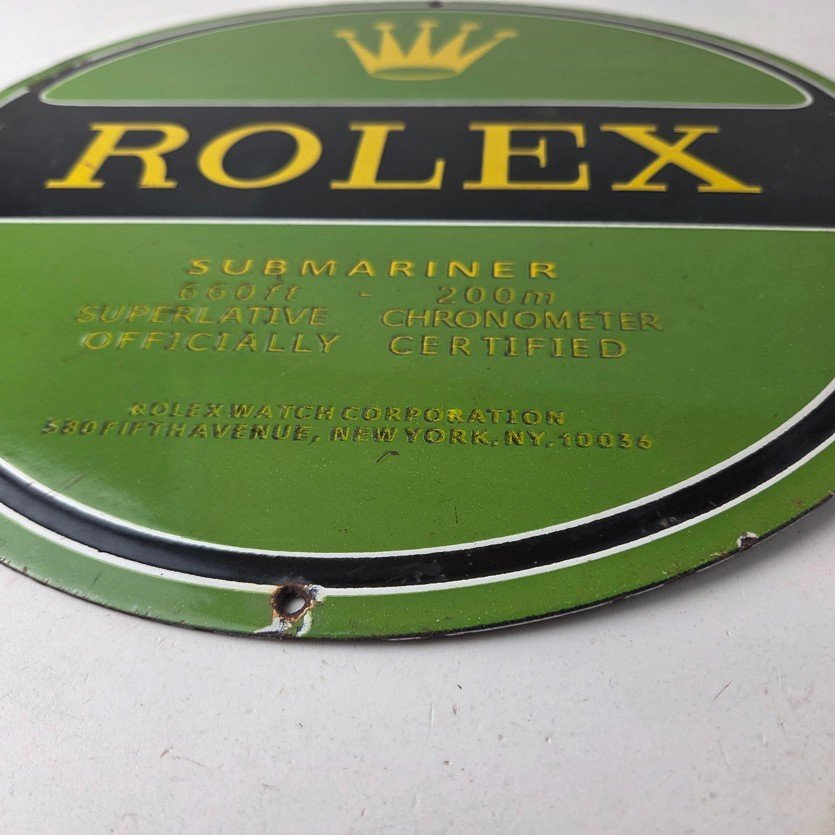 ROLEX
SUBMARINER
660ft - 200m
SUPERLATIVE CHRONOMETER
OFFICIALLY CERTIFIED
ROLEX WATCH CORPORATION
580 FIFTH AVENUE, NEW YORK, NY, 10036